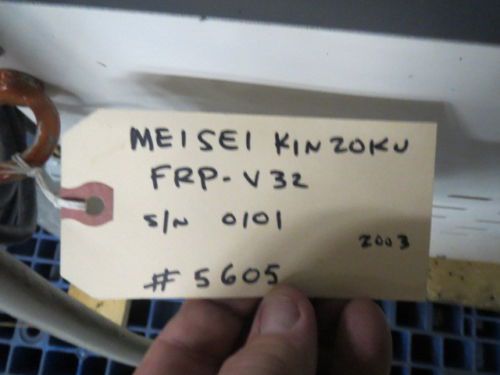 MEISEI KINZOKU
FRP-V32
S/N 0101
2003
#5605